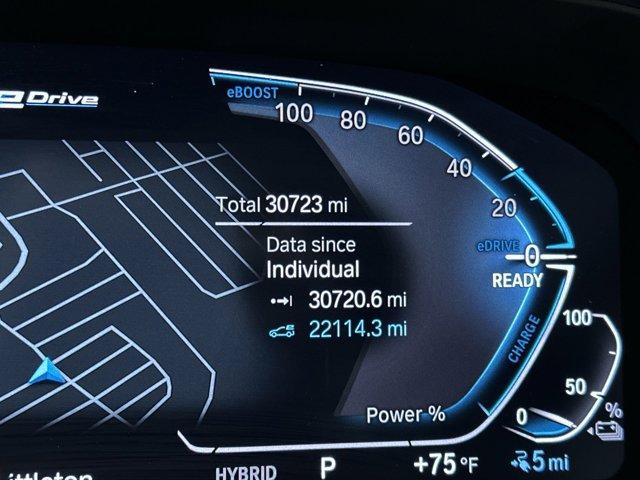 eDrive
eBOOST
100
80
60
40
20
eDRIVE
0
READY
Total 30723 mi
Data since
Individual
30720.6 mi
22114.3 mi
CHARGE
100
50
0
%
Power %
HYBRID
P
+75 °F
5 mi